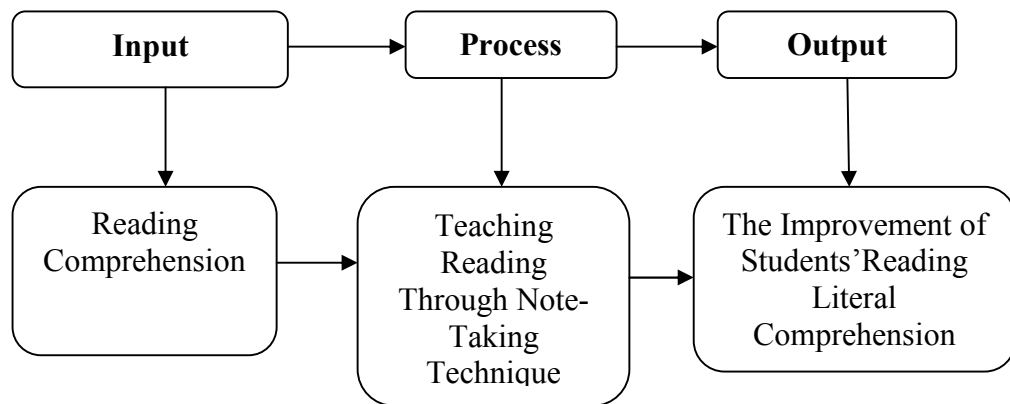 Input
Process
Output
Reading
Comprehension
Teaching
Reading
Through Note-
Taking
Technique
The Improvement of
Students’Reading
Literal
Comprehension